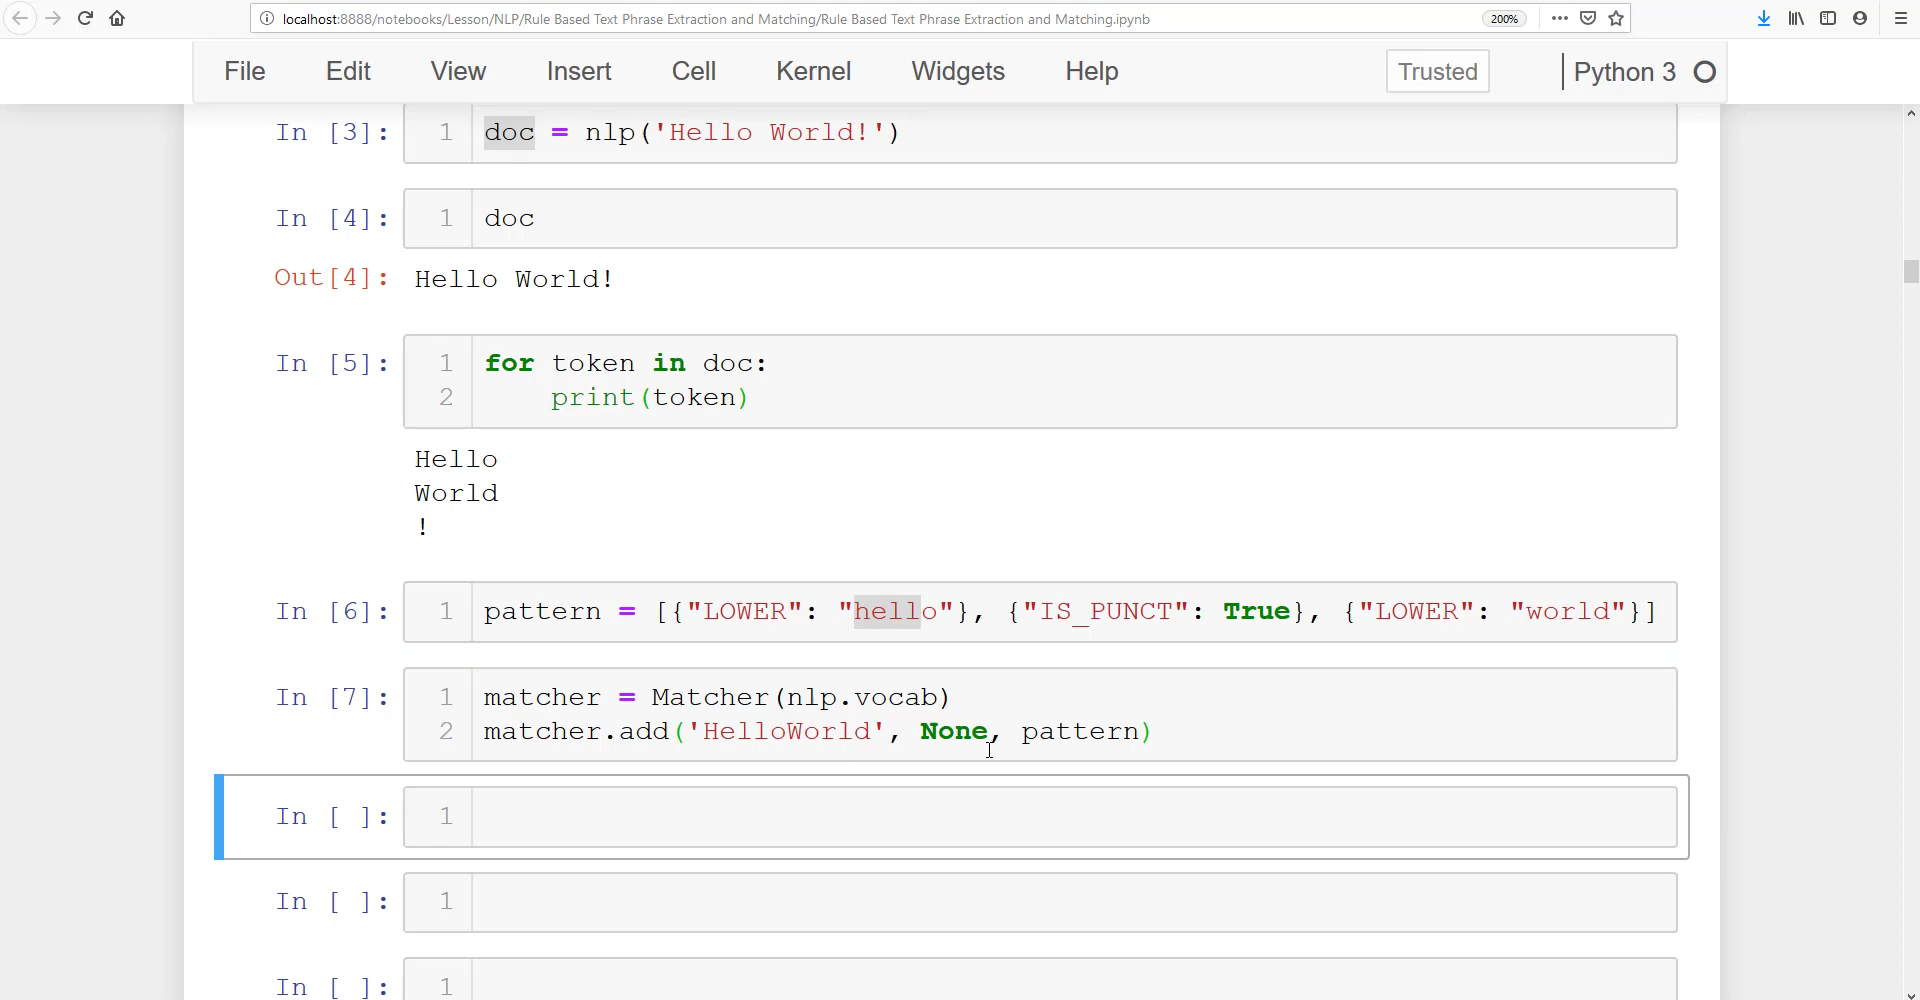 localhost:8888/notebooks/Lesson/NLP/Rule Based Text Phrase Extraction and Matching/Rule Based Text Phrase Extraction and Matching.ipynb 200%
File Edit View Insert Cell Kernel Widgets Help Trusted Python 3
In [3]: 1 doc = nlp('Hello World!')
In [4]: 1 doc
Out[4]: Hello World!
In [5]: 1 for token in doc:
2 print(token)
Hello
World
!
In [6]: 1 pattern = [{"LOWER": "hello"}, {"IS_PUNCT": True}, {"LOWER": "world"}]
In [7]: 1 matcher = Matcher(nlp.vocab)
2 matcher.add('HelloWorld', None, pattern)
In [ ]: 1
In [ ]: 1
In [ ]: 1